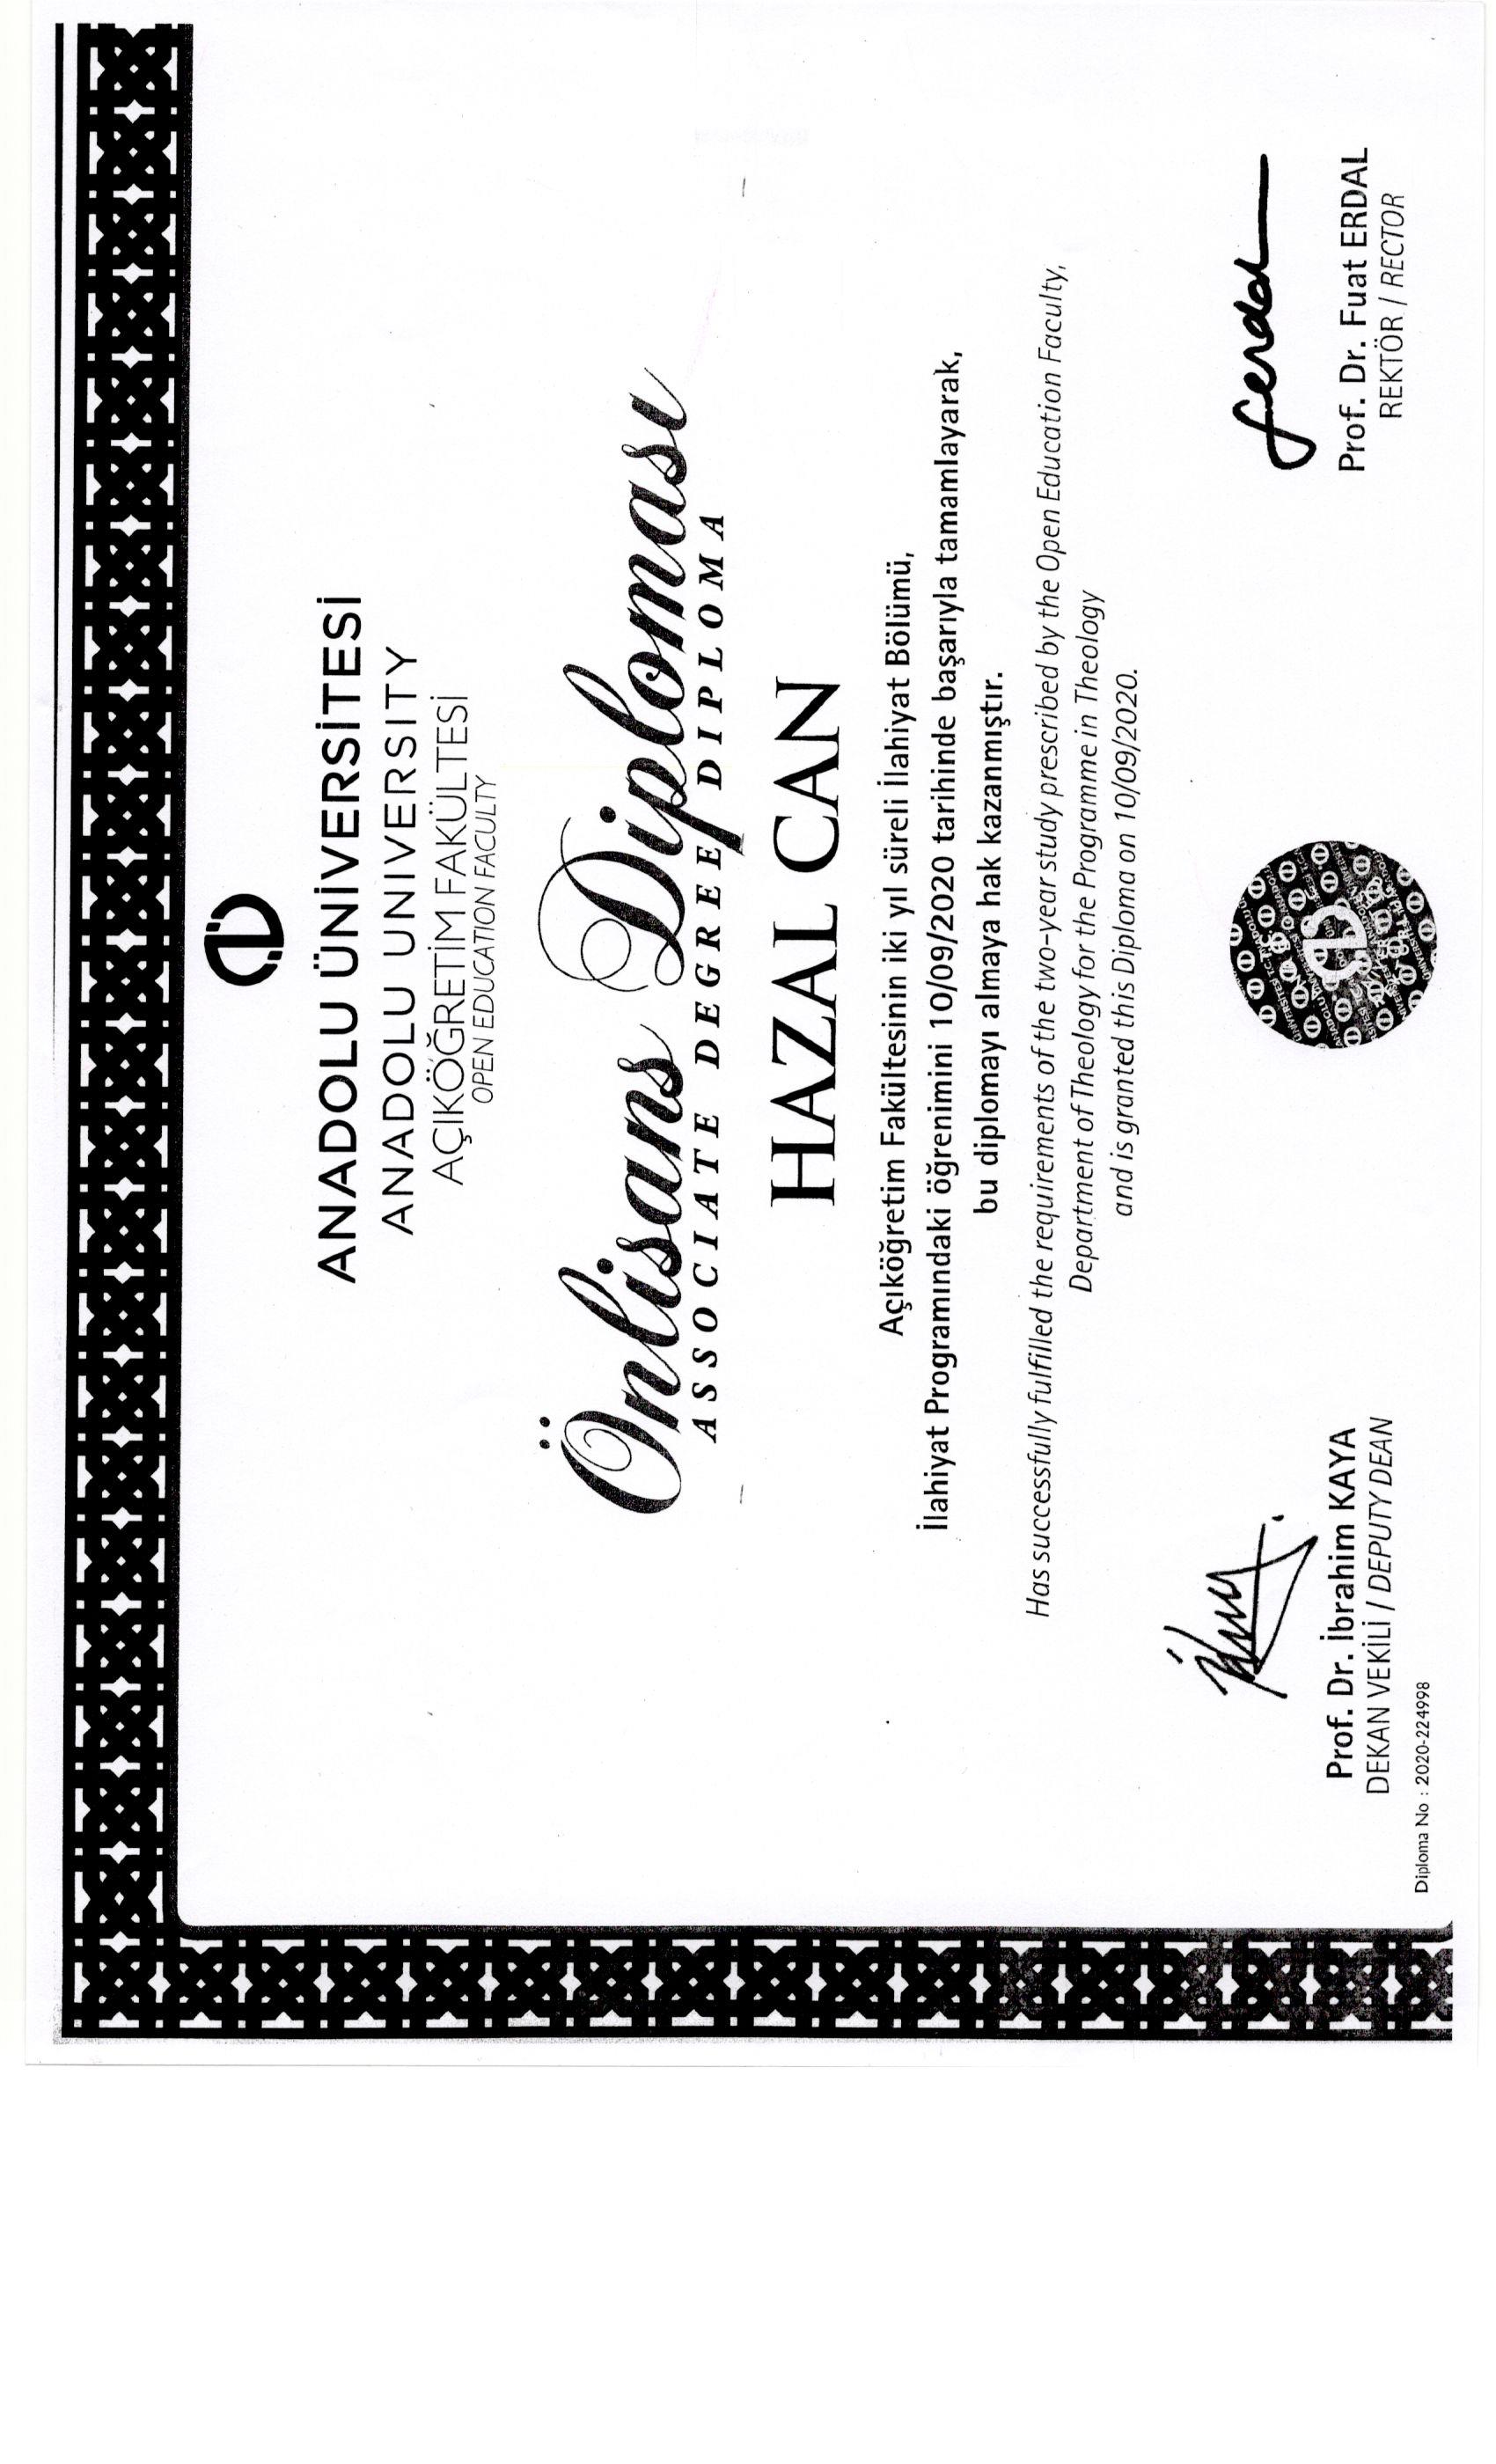 ANADOLU ÜNİVERSİTESİ
ANADOLU UNIVERSITY
AÇIKÖĞRETİM FAKÜLTESİ
OPEN EDUCATION FACULTY
Önlisans Diploması
ASSOCIATE DEGREE DIPLOMA
HAZAL CAN
Açıköğretim Fakültesinin iki yıl süreli İlahiyat Bölümü,
İlahiyat Programındaki öğrenimini 10/09/2020 tarihinde başarıyla tamamlayarak,
bu diplomayı almaya hak kazanmıştır.
Has successfully fulfilled the requirements of the two-year study prescribed by the Open Education Faculty,
Department of Theology for the Programme in Theology
and is granted this Diploma on 10/09/2020.
Prof. Dr. İbrahim KAYA
DEKAN VEKİLİ / DEPUTY DEAN
Prof. Dr. Fuat ERDAL
REKTÖR / RECTOR
Diploma No : 2020-224998